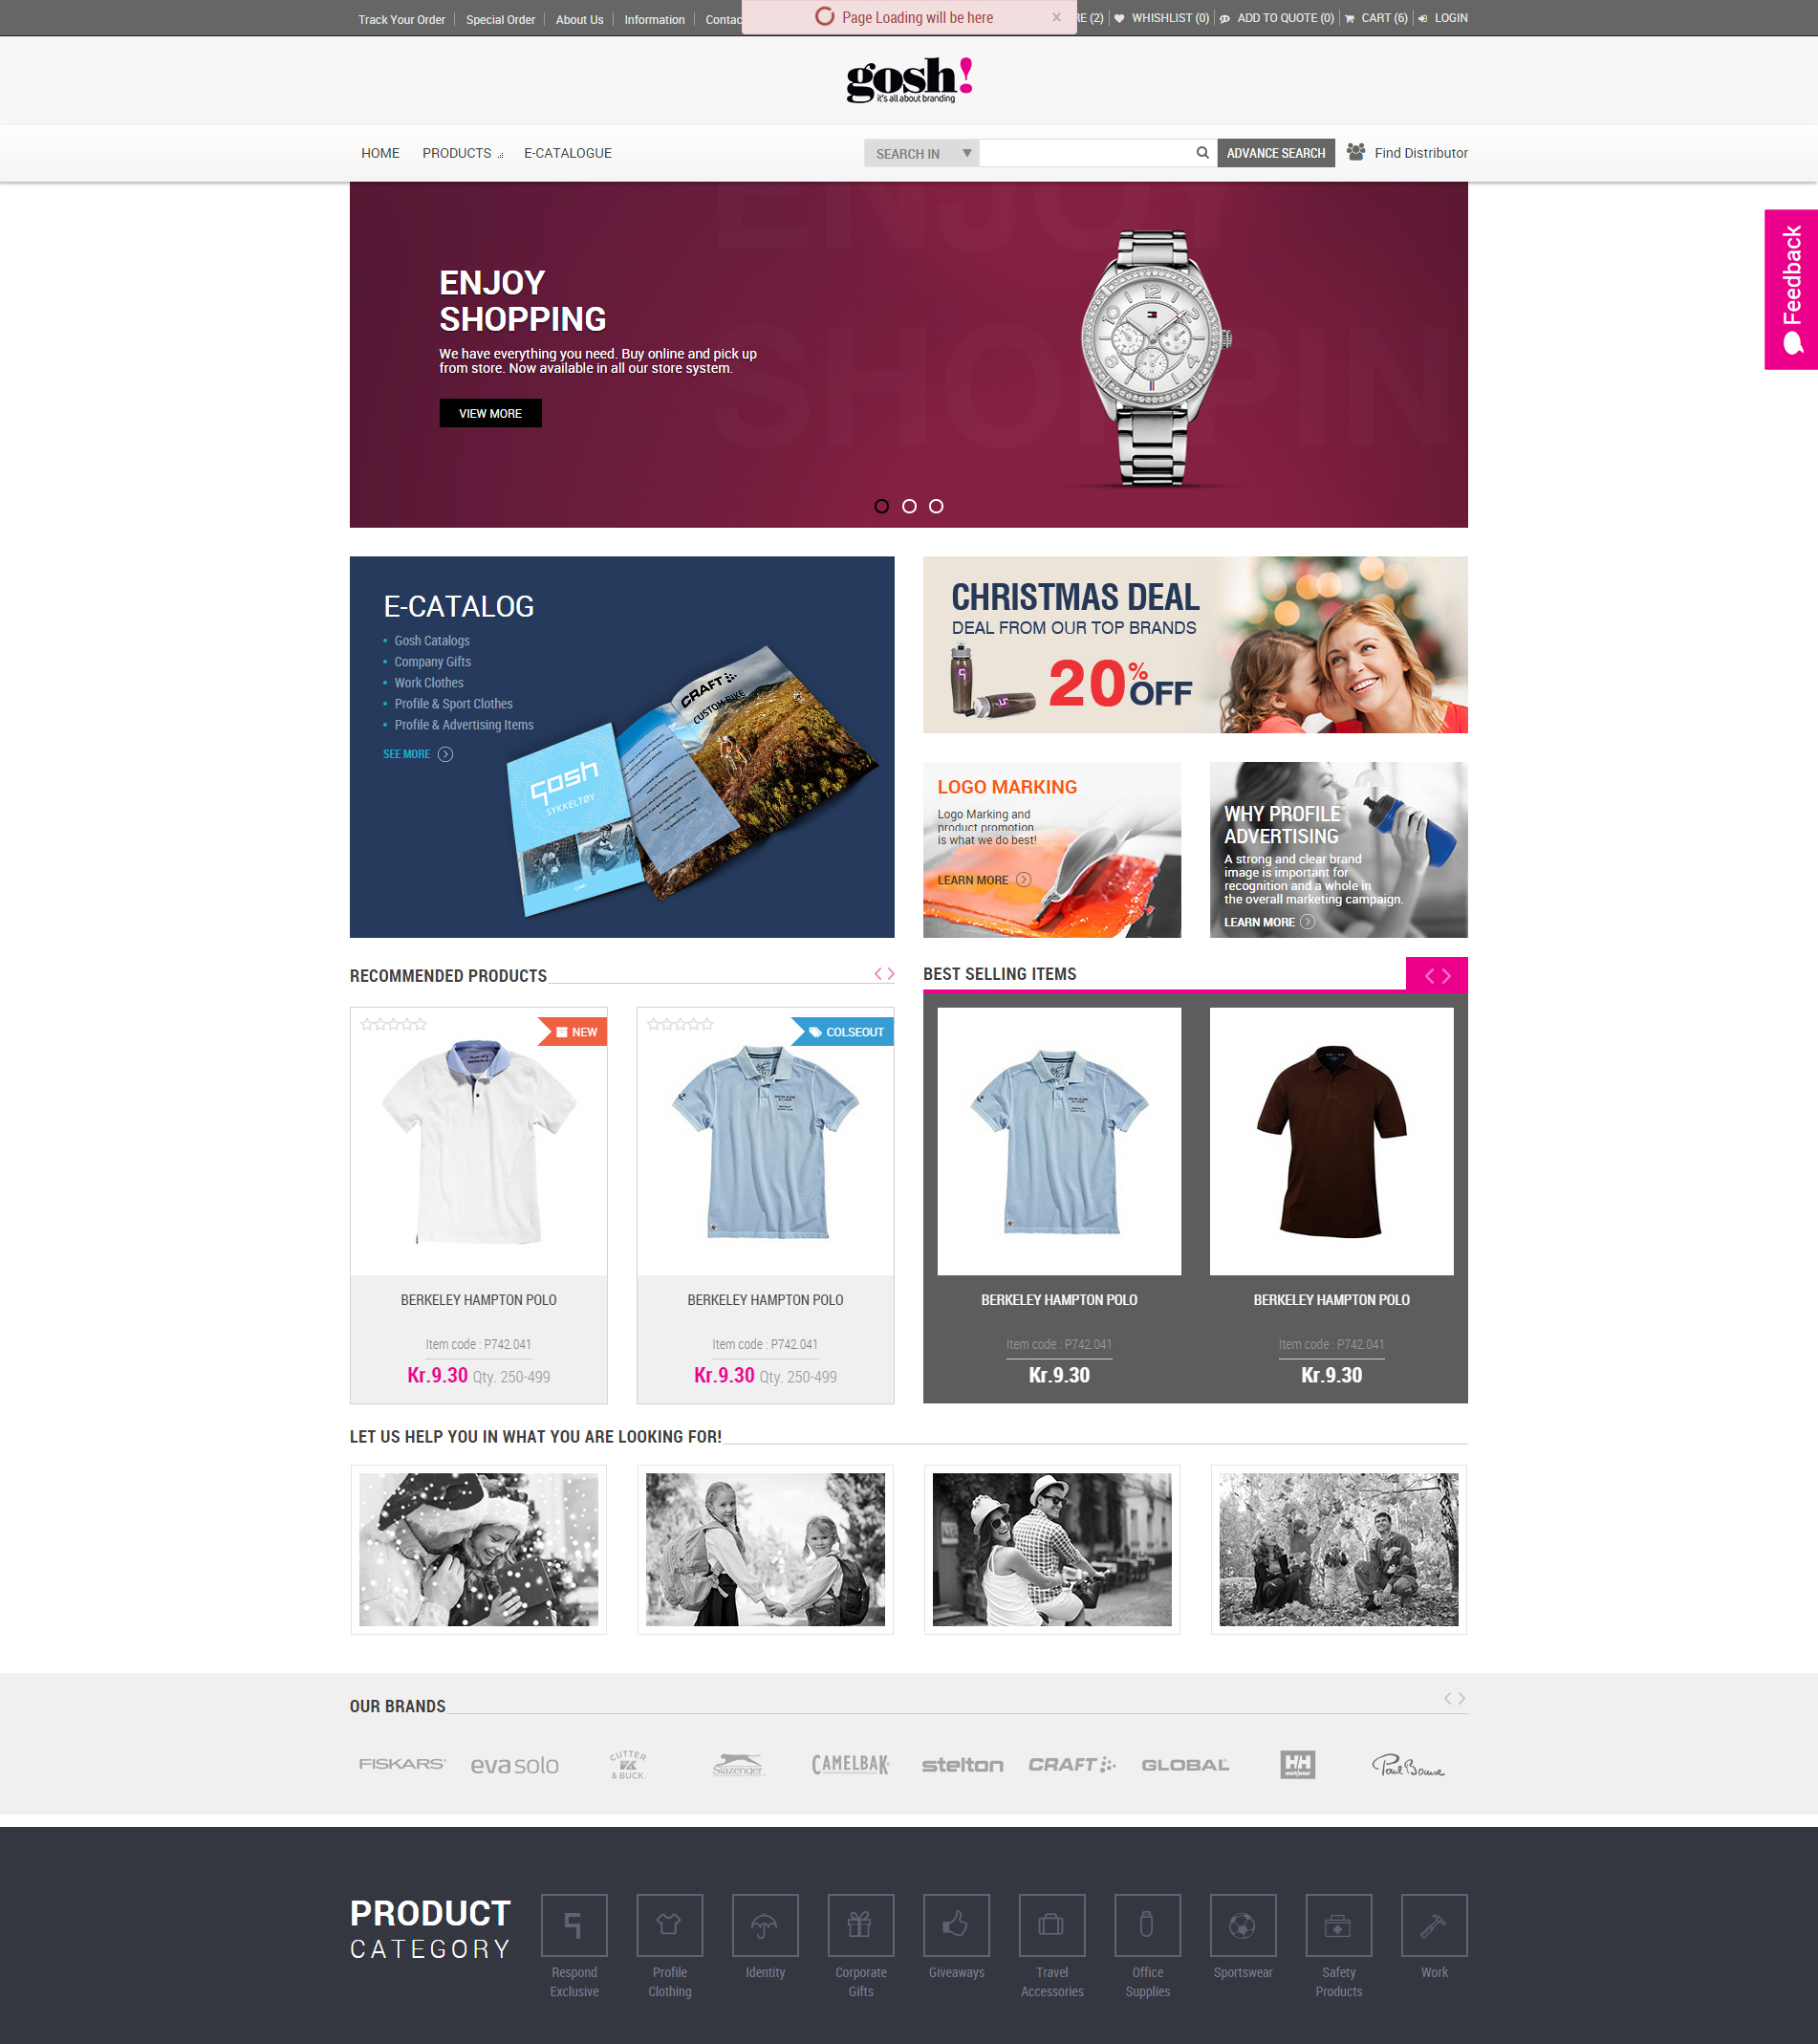 Track Your Order
Special Order
About Us
Information
Contac
Page Loading will be here
×
RE (2)
WHISHLIST (0)
ADD TO QUOTE (0)
CART (6)
LOGIN
gosh!
it's all about branding
HOME
PRODUCTS
E-CATALOGUE
SEARCH IN
ADVANCE SEARCH
Find Distributor
Feedback
ENJOY
SHOPPIN
ENJOY
SHOPPING
We have everything you need. Buy online and pick up
from store. Now available in all our store system.
VIEW MORE
E-CATALOG
Gosh Catalogs
Company Gifts
Work Clothes
Profile & Sport Clothes
Profile & Advertising Items
SEE MORE
CRAFT
CUSTOM BIKE
gosh
SYKKELTØY
CHRISTMAS DEAL
DEAL FROM OUR TOP BRANDS
20% OFF
LOGO MARKING
Logo Marking and
product promotion
is what we do best!
LEARN MORE
WHY PROFILE
ADVERTISING
A strong and clear brand
image is important for
recognition and a whole in
the overall marketing campaign.
LEARN MORE
RECOMMENDED PRODUCTS
NEW
BERKELEY HAMPTON POLO
Item code : P742.041
Kr.9.30 Qty. 250-499
COLSEOUT
BERKELEY HAMPTON POLO
Item code : P742.041
Kr.9.30 Qty. 250-499
BEST SELLING ITEMS
BERKELEY HAMPTON POLO
Item code : P742.041
Kr.9.30
BERKELEY HAMPTON POLO
Item code : P742.041
Kr.9.30
LET US HELP YOU IN WHAT YOU ARE LOOKING FOR!
OUR BRANDS
FISKARS
eva solo
CUTTER
& BUCK
Slazenger
CAMELBAK
stelton
CRAFT
GLOBAL
HH
workwear
Paul Bocuse
PRODUCT
CATEGORY
Respond
Exclusive
Profile
Clothing
Identity
Corporate
Gifts
Giveaways
Travel
Accessories
Office
Supplies
Sportswear
Safety
Products
Work